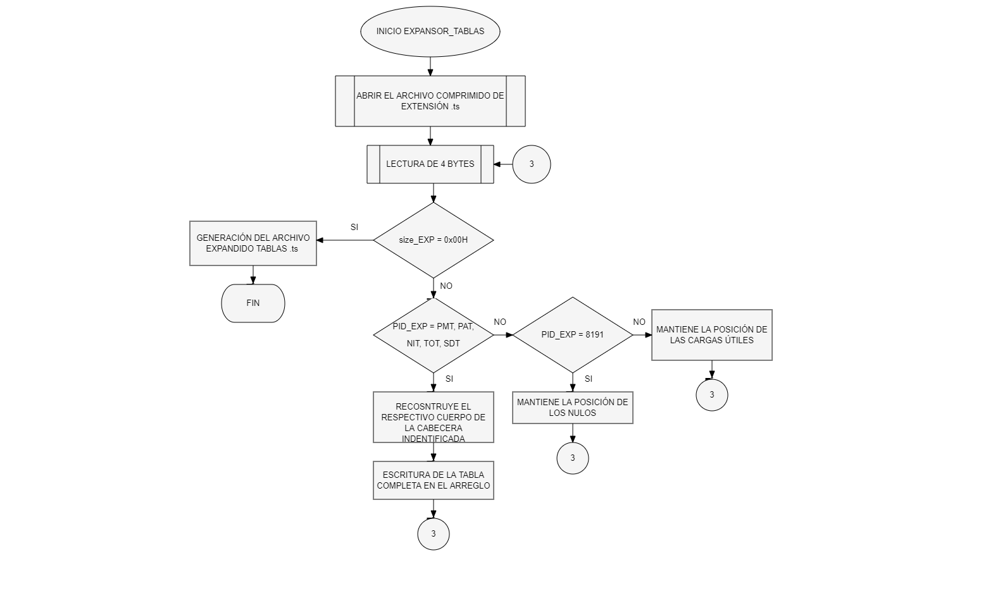 INICIO EXPANSOR_TABLAS
ABRIR EL ARCHIVO COMPRIMIDO DE
EXTENSIÓN .ts
LECTURA DE 4 BYTES
3
SI
size_EXP = 0x00H
GENERACIÓN DEL ARCHIVO
EXPANDIDO TABLAS .ts
NO
FIN
PID_EXP = PMT, PAT,
NIT, TOT, SDT
NO
PID_EXP = 8191
NO
MANTIENE LA POSICIÓN DE
LAS CARGAS ÚTILES
SI
SI
3
RECOSNTRUYE EL
RESPECTIVO CUERPO DE
LA CABECERA
INDENTIFICADA
MANTIENE LA POSICIÓN DE
LOS NULOS
3
ESCRITURA DE LA TABLA
COMPLETA EN EL ARREGLO
3